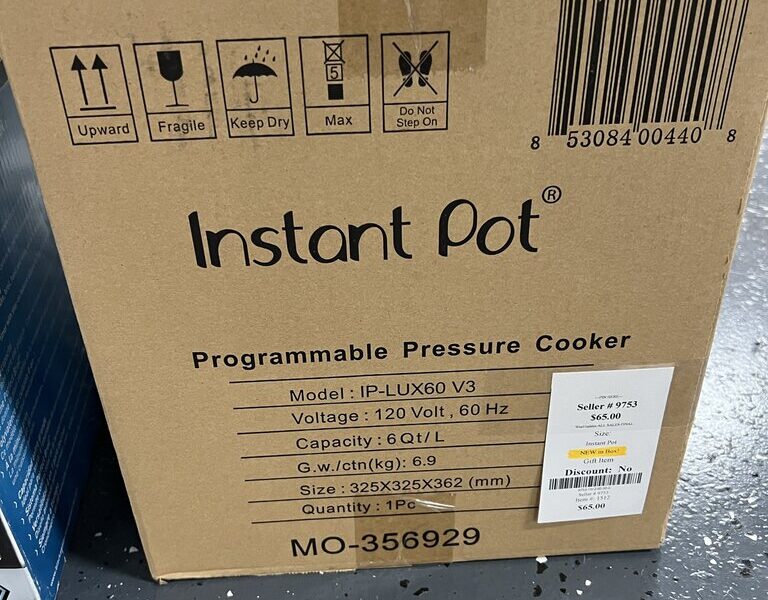 Upward
Fragile
Keep Dry
5
Max
Do Not
Step On
8 53084 00440 8
Instant Pot®
Programmable Pressure Cooker
Model : IP-LUX60 V3
Voltage : 120 Volt , 60 Hz
Capacity : 6 Qt/ L
G.w./ctn(kg): 6.9
Size : 325X325X362 (mm)
Quantity : 1Pc
MO-356929
Seller # 9753
$65.00
Size:
Instant Pot
NEW in Box!
Gift Item
Discount: No
Seller # 9753
Item #: 1512
$65.00